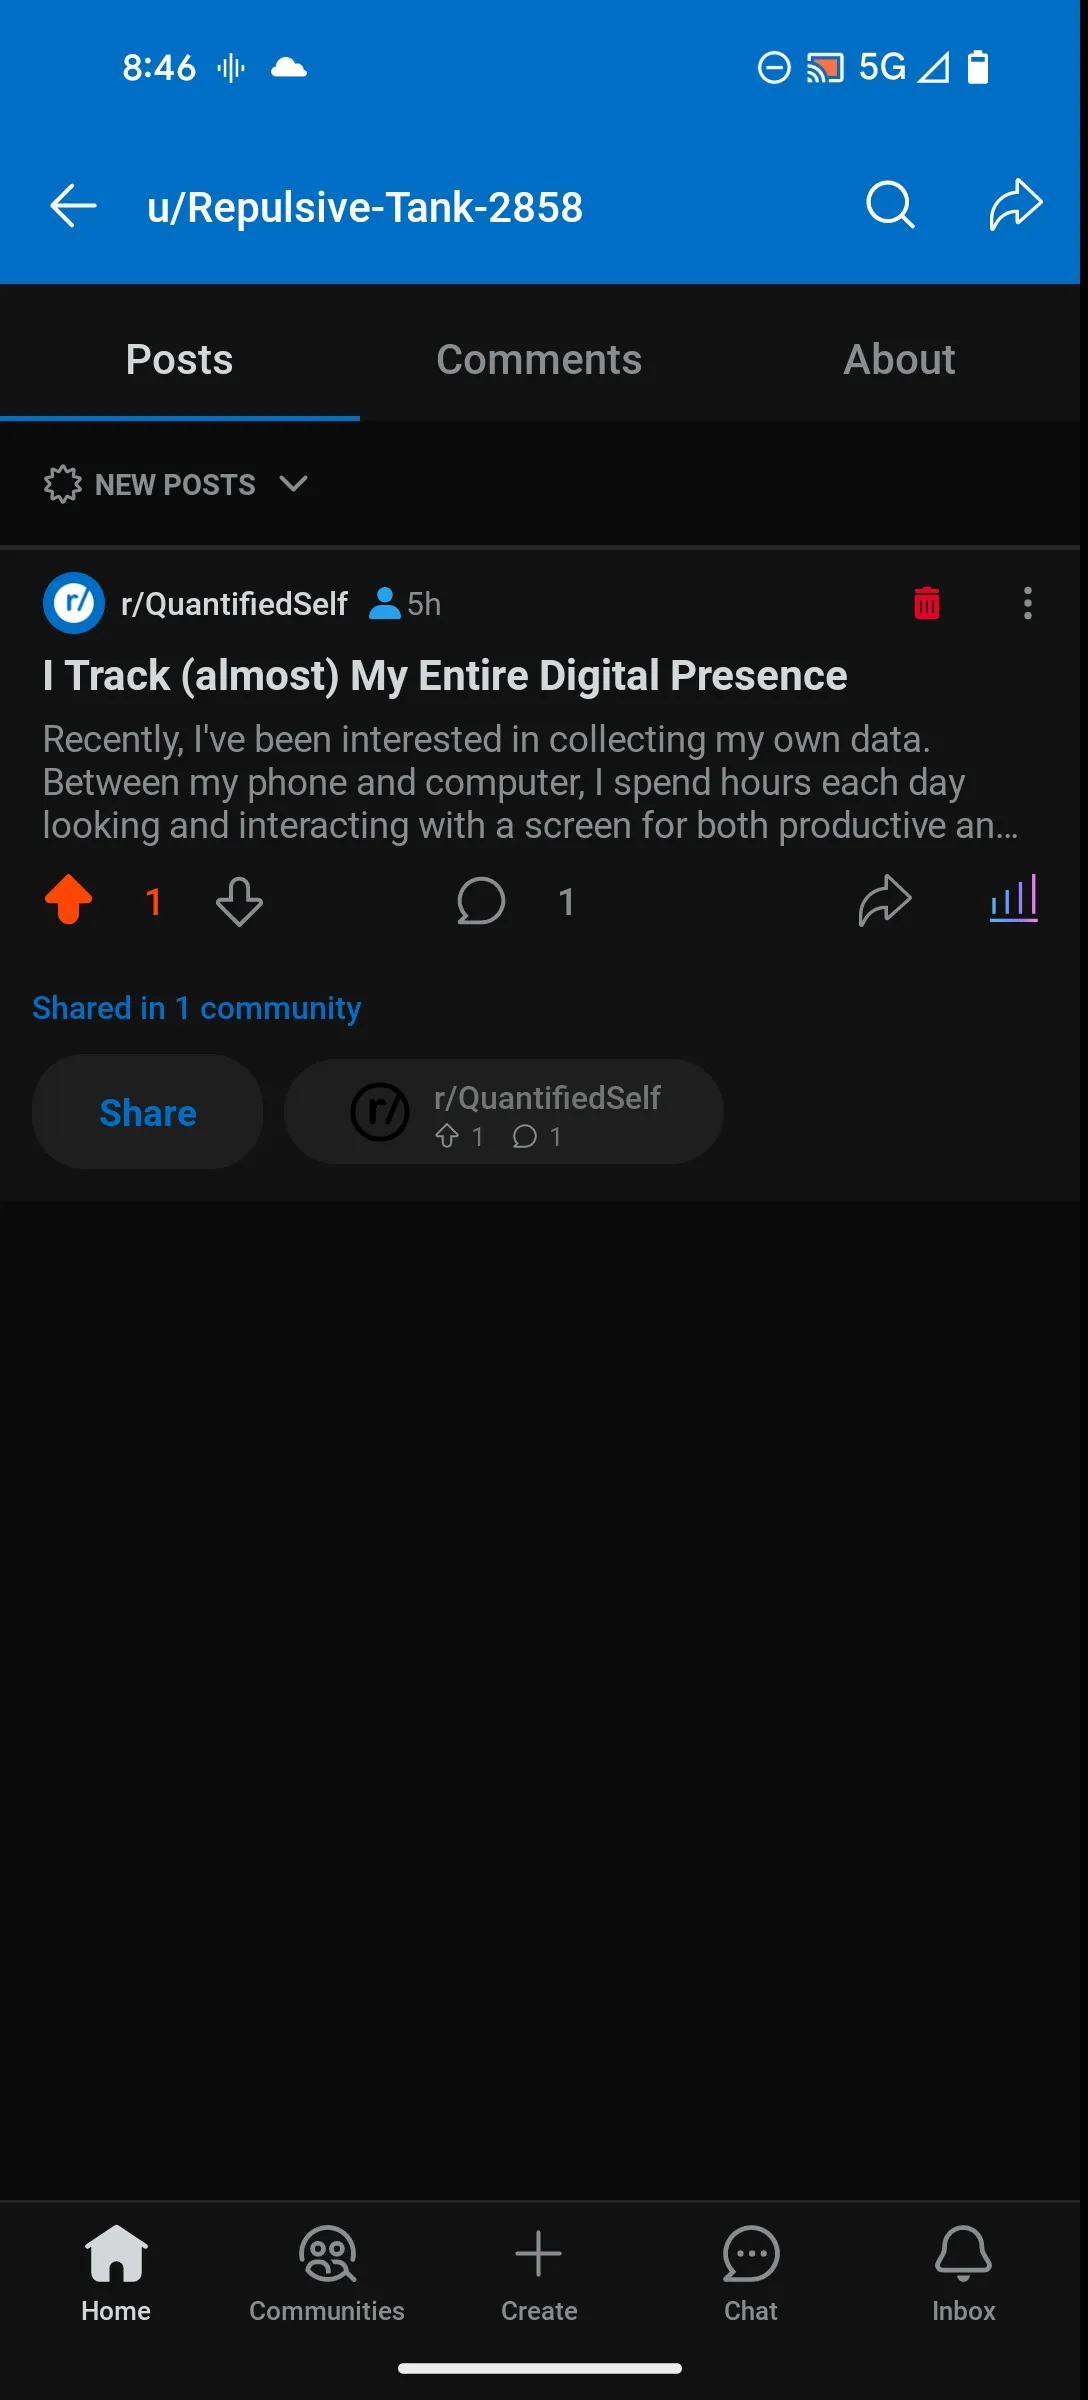 8:46
5G
u/Repulsive-Tank-2858
Posts
Comments
About
NEW POSTS
r/
r/QuantifiedSelf
5h
I Track (almost) My Entire Digital Presence
Recently, I've been interested in collecting my own data.
Between my phone and computer, I spend hours each day
looking and interacting with a screen for both productive an...
1
1
Shared in 1 community
Share
r/
r/QuantifiedSelf
1
1
Home
Communities
Create
Chat
Inbox